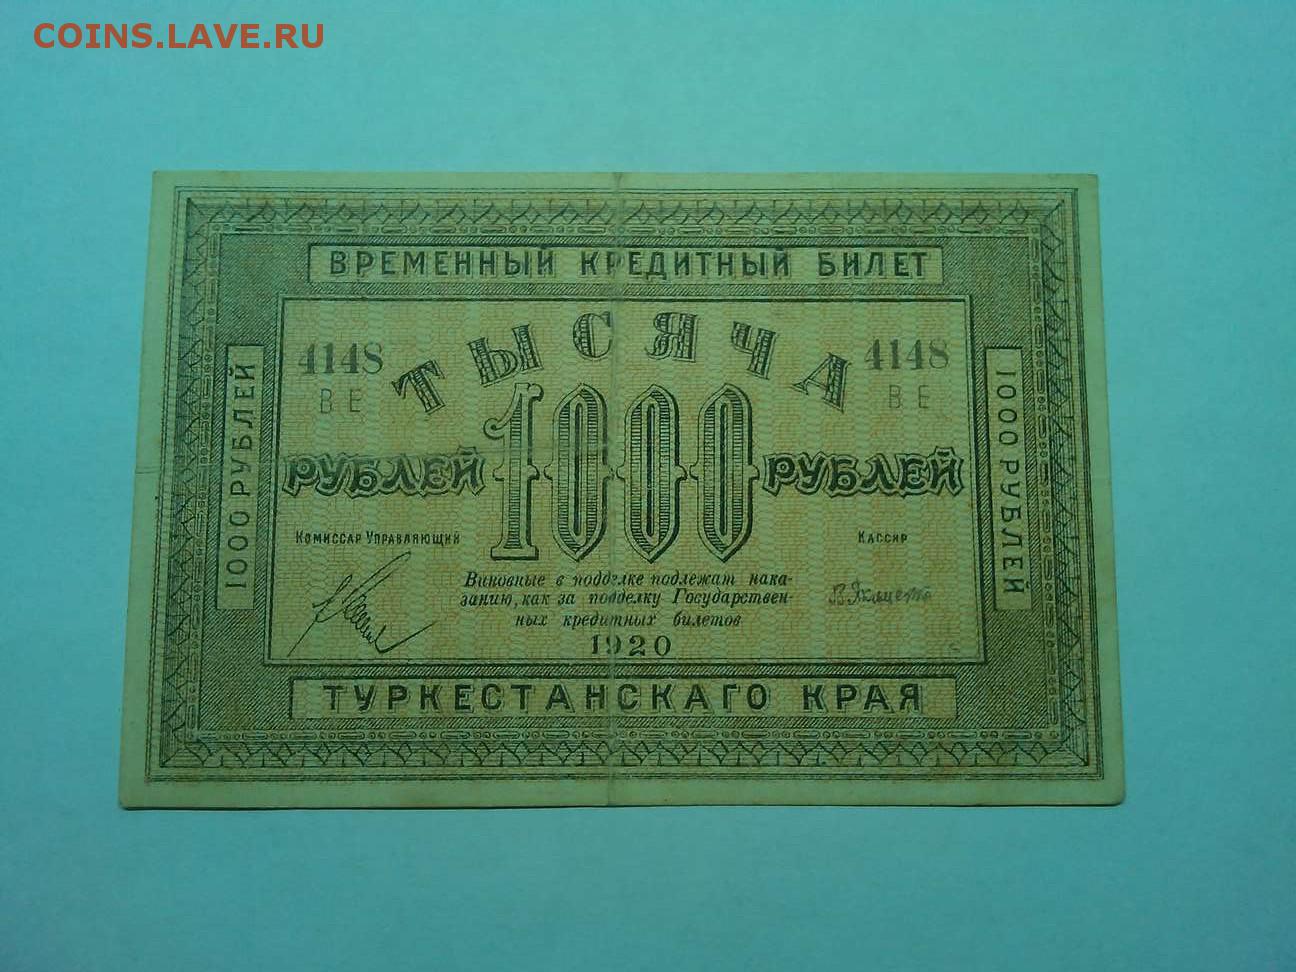 COINS.LAVE.RU
ВРЕМЕННЫЙ КРЕДИТНЫЙ БИЛЕТ
ТЫСЯЧА
4148 4148
ВЕ ВЕ
1000 РУБЛЕЙ
РУБЛЕЙ 1000 РУБЛЕЙ
1000 РУБЛЕЙ
Комиссар Управляющий Кассир
Виновные в подделке подлежат нака-
занию, как за подделку Государствен-
ных кредитных билетов
1920
ТУРКЕСТАНСКАГО КРАЯ